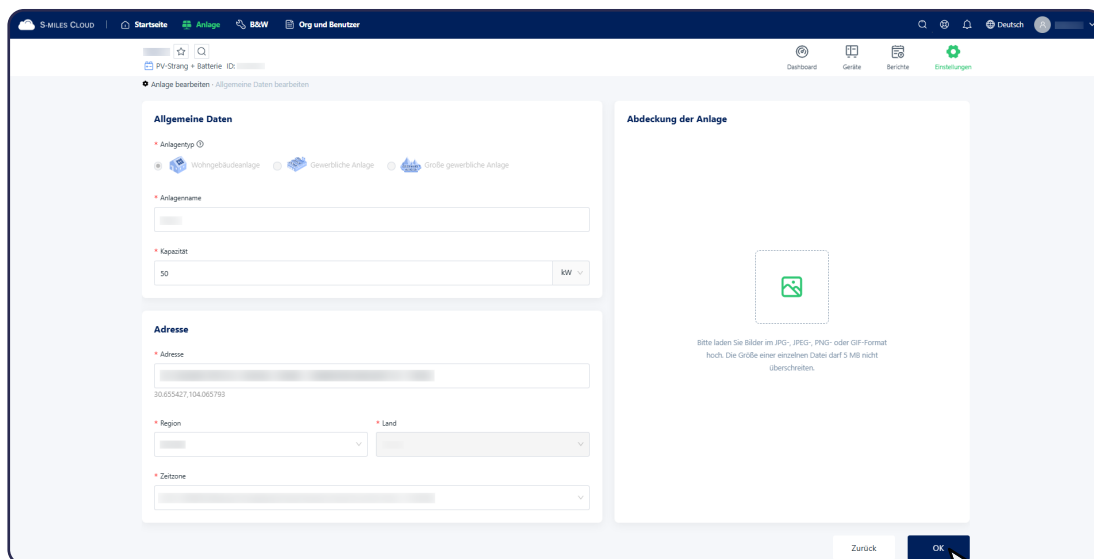 S-MILES CLOUD
Startseite
Anlage
B&W
Org und Benutzer
Deutsch
PV-Strang + Batterie ID:
Dashboard
Geräte
Berichte
Einstellungen
Anlage bearbeiten - Allgemeine Daten bearbeiten
Allgemeine Daten
* Anlagentyp
Wohngebäudeanlage
Gewerbliche Anlage
Große gewerbliche Anlage
* Anlagenname
* Kapazität
50
kW
Adresse
* Adresse
30.655427,104.065793
* Region
* Land
* Zeitzone
Abdeckung der Anlage
Bitte laden Sie Bilder im JPG-, JPEG-, PNG- oder GIF-Format
hoch. Die Größe einer einzelnen Datei darf 5 MB nicht
überschreiten.
Zurück
OK